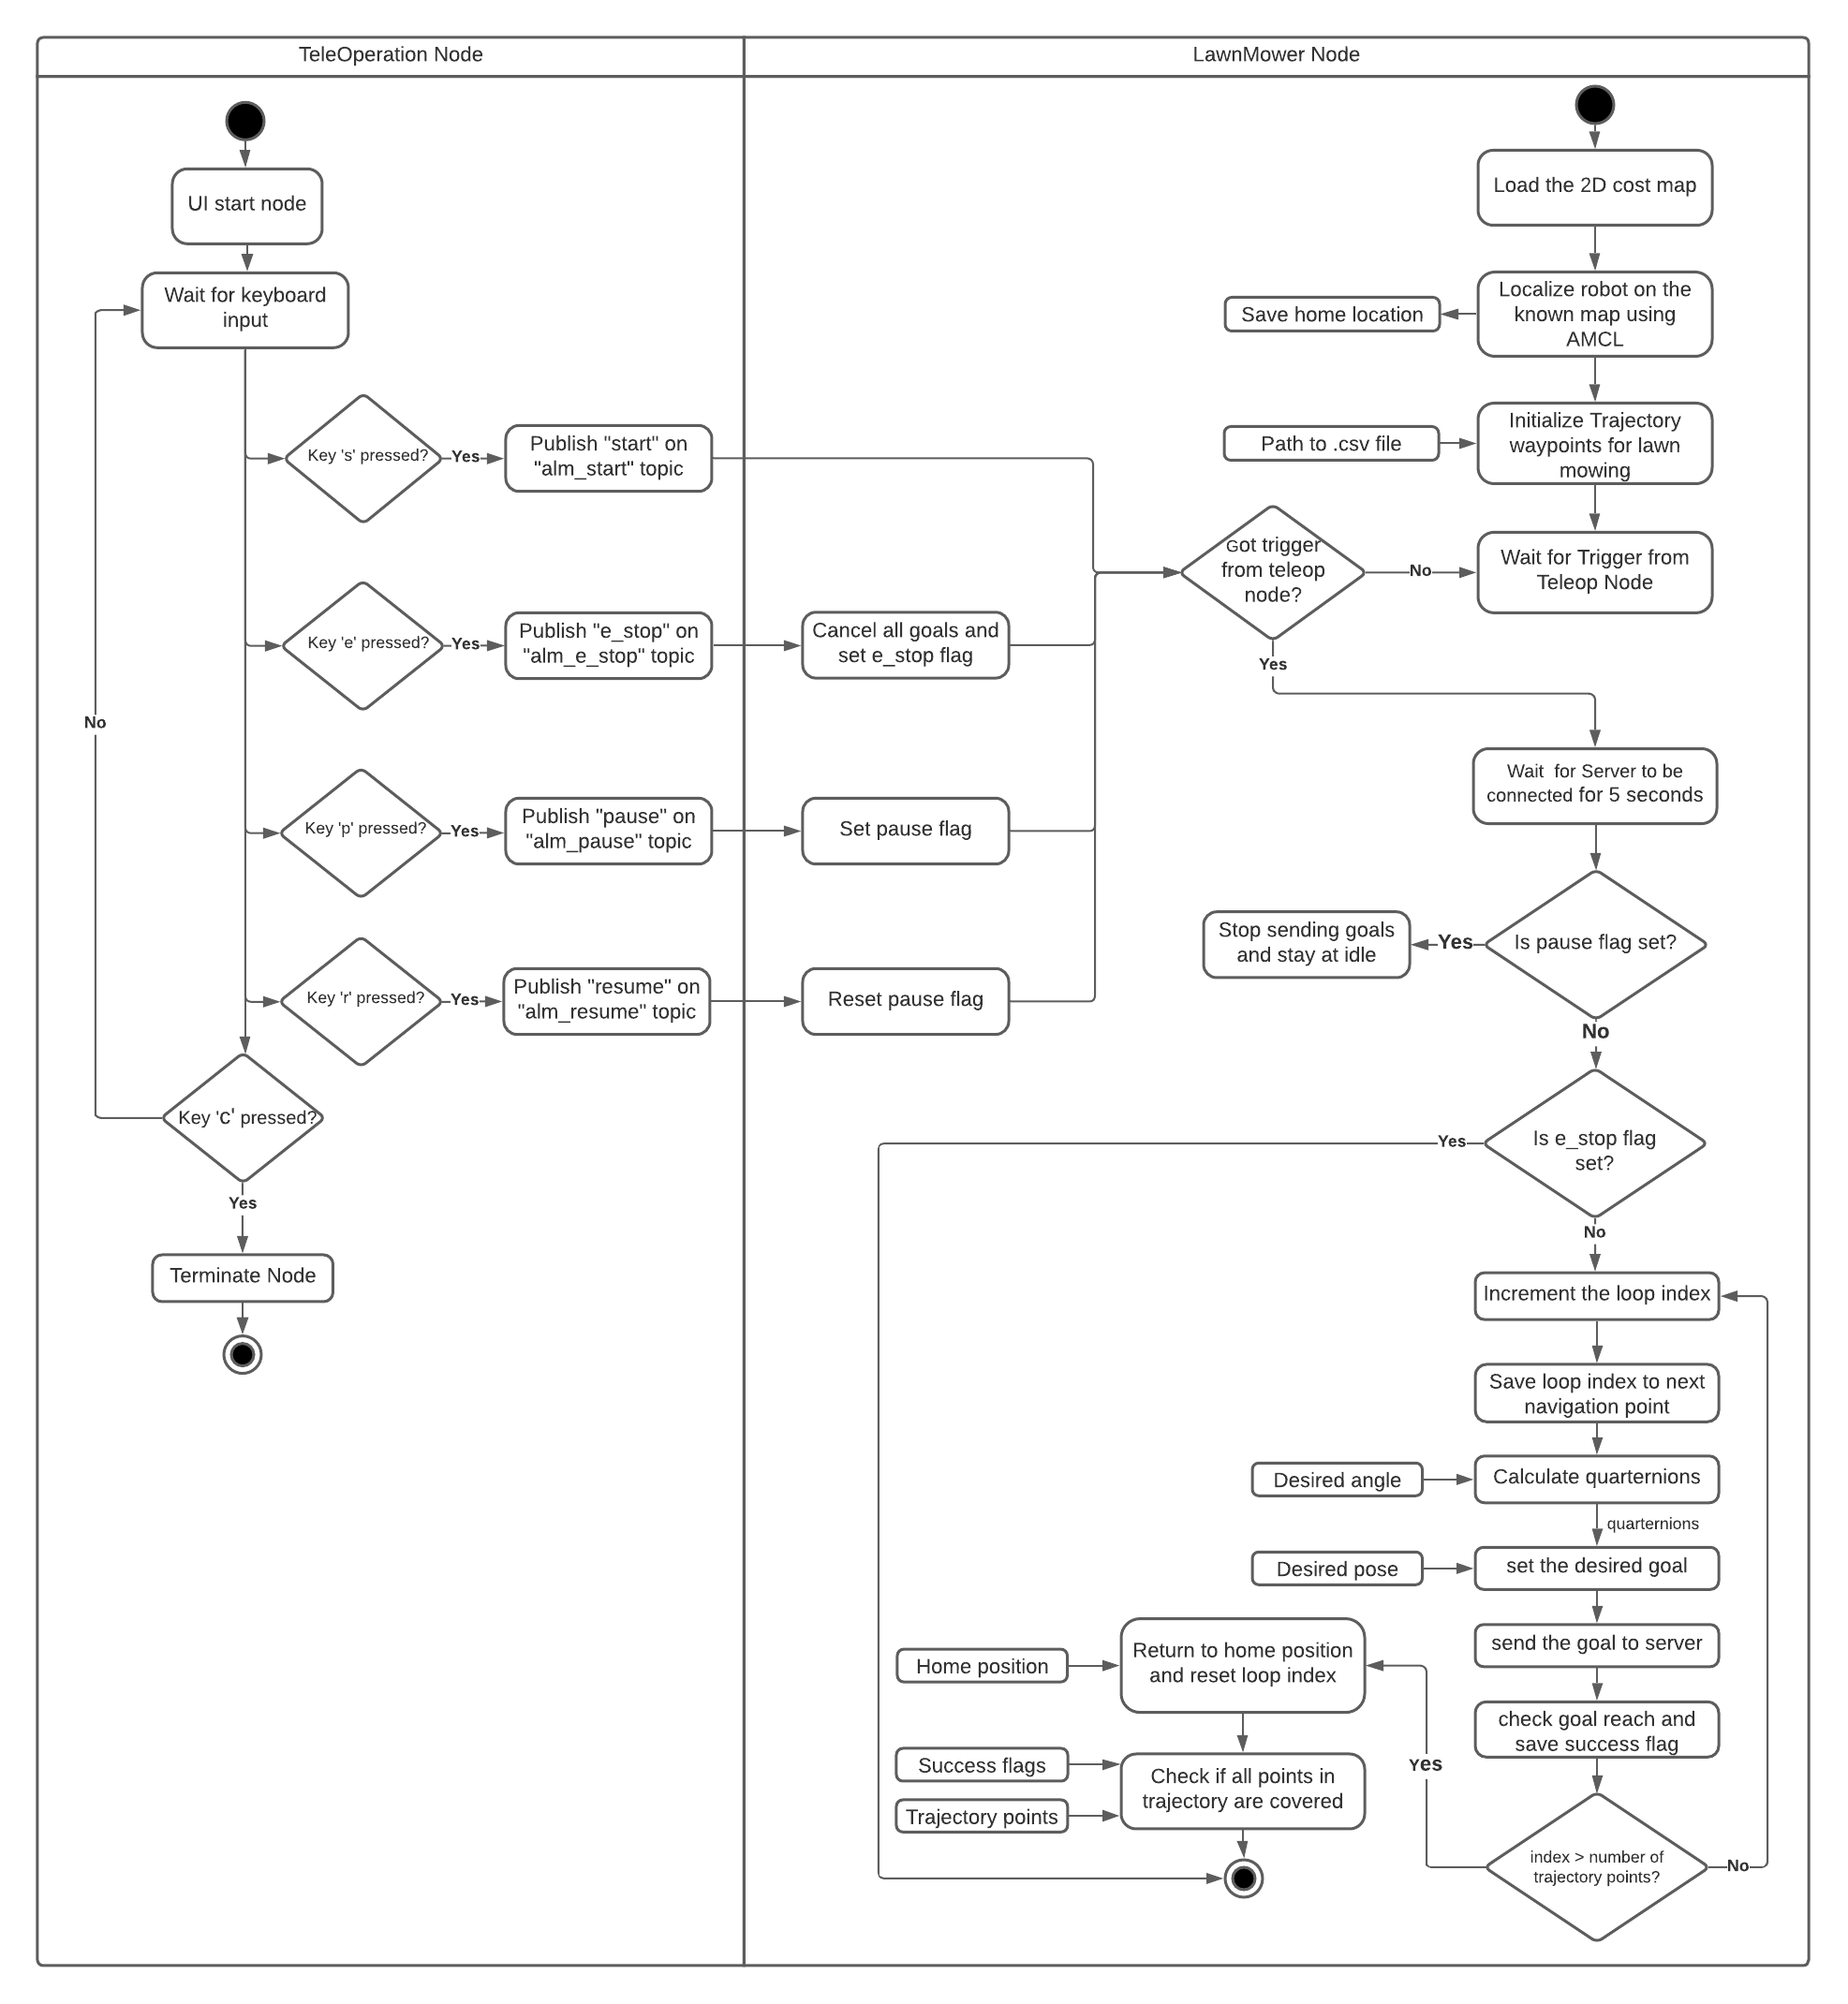 TeleOperation Node
UI start node
Wait for keyboard
input
Key 's' pressed?
Yes
Publish "start" on
"alm_start" topic
Key 'e' pressed?
Yes
Publish "e_stop" on
"alm_e_stop" topic
No
Key 'p' pressed?
Yes
Publish "pause" on
"alm_pause" topic
Key 'r' pressed?
Yes
Publish "resume" on
"alm_resume" topic
Key 'c' pressed?
Yes
Terminate Node
LawnMower Node
Load the 2D cost map
Localize robot on the
known map using
AMCL
Save home location
Initialize Trajectory
waypoints for lawn
mowing
Path to .csv file
Got trigger
from teleop
node?
No
Wait for Trigger from
Teleop Node
Yes
Cancel all goals and
set e_stop flag
Set pause flag
Reset pause flag
Wait  for Server to be
connected for 5 seconds
Is pause flag set?
Yes
Stop sending goals
and stay at idle
No
Is e_stop flag
set?
Yes
No
Increment the loop index
Save loop index to next
navigation point
Desired angle
Calculate quarternions
quarternions
Desired pose
set the desired goal
send the goal to server
check goal reach and
save success flag
index > number of
trajectory points?
No
Yes
Home position
Return to home position
and reset loop index
Success flags
Trajectory points
Check if all points in
trajectory are covered